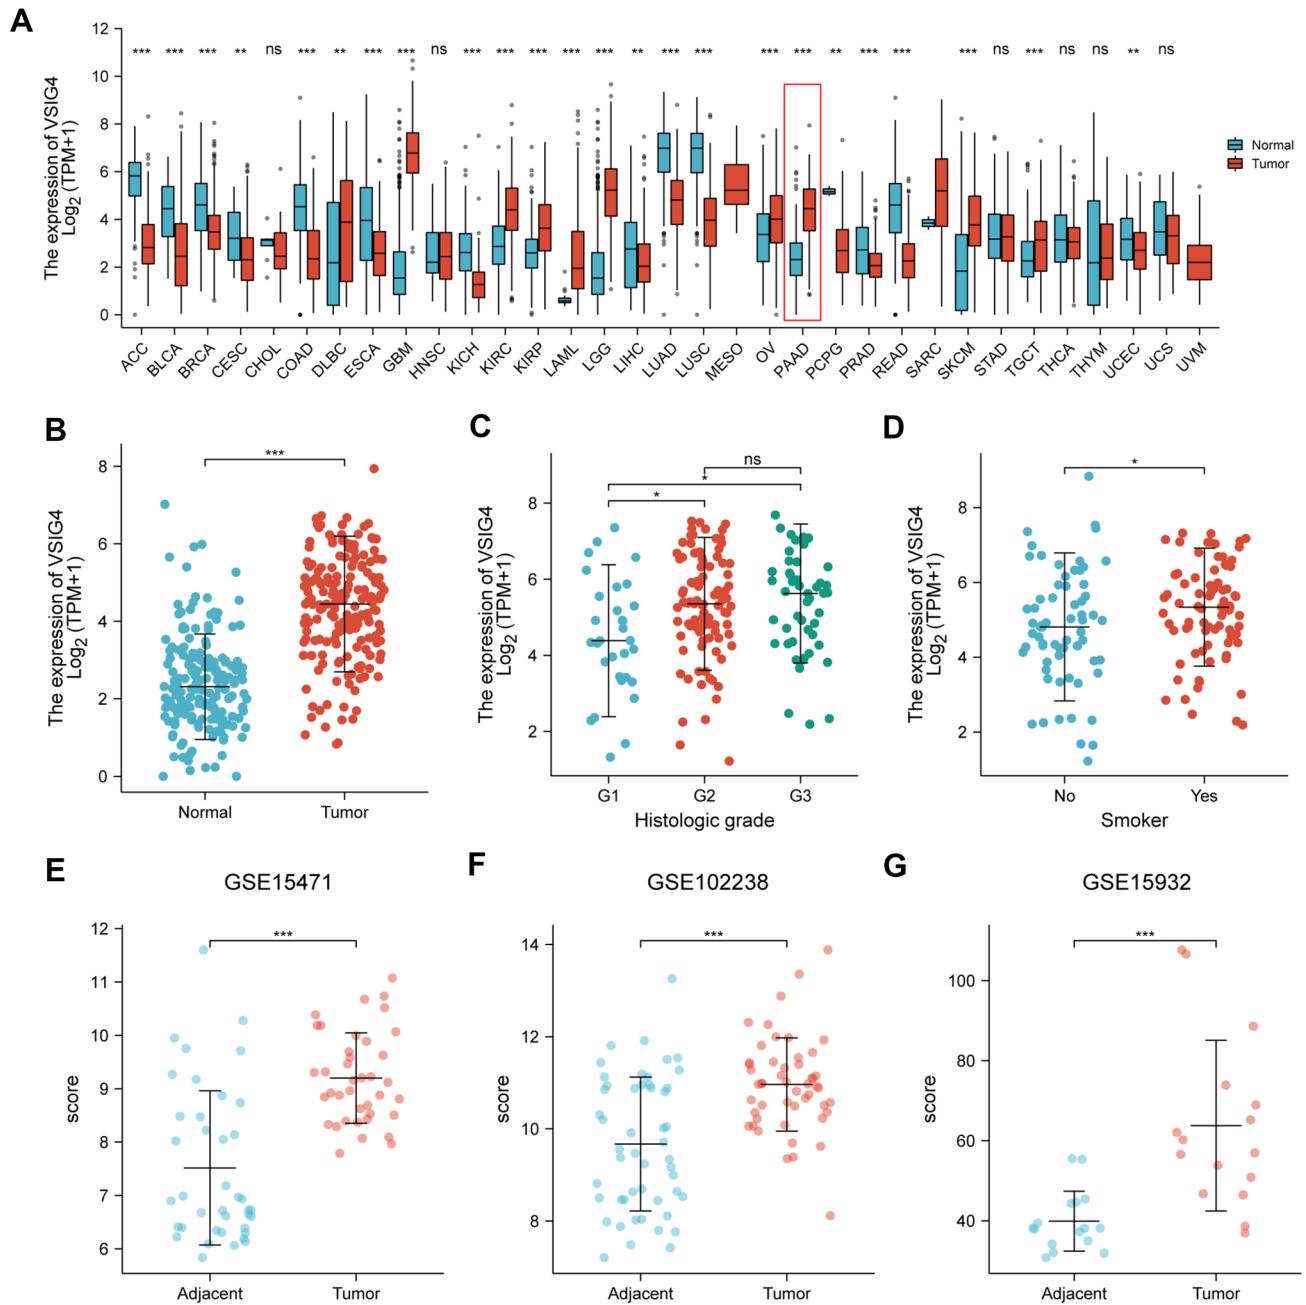 A
The expression of VSIG4
Log2 (TPM+1)
12
10
8
6
4
2
0
*** *** *** ** ns *** ** *** *** ns *** *** *** *** *** ** *** *** *** *** ** *** *** *** ns *** ns ns ** ns
Normal
Tumor
ACC BLCA BRCA CESC CHOL COAD DLBC ESCA GBM HNSC KICH KIRC KIRP LAML LGG LIHC LUAD LUSC MESO OV PAAD PCPG PRAD READ SARC SKCM STAD TGCT THCA THYM UCEC UCS UVM
B
The expression of VSIG4
Log2 (TPM+1)
8
6
4
2
0
***
Normal Tumor
C
The expression of VSIG4
Log2 (TPM+1)
8
6
4
2
ns
*
*
G1 G2 G3
Histologic grade
D
The expression of VSIG4
Log2 (TPM+1)
8
6
4
2
*
No Yes
Smoker
E
GSE15471
score
12
11
10
9
8
7
6
***
Adjacent Tumor
F
GSE102238
score
14
12
10
8
***
Adjacent Tumor
G
GSE15932
score
100
80
60
40
***
Adjacent Tumor